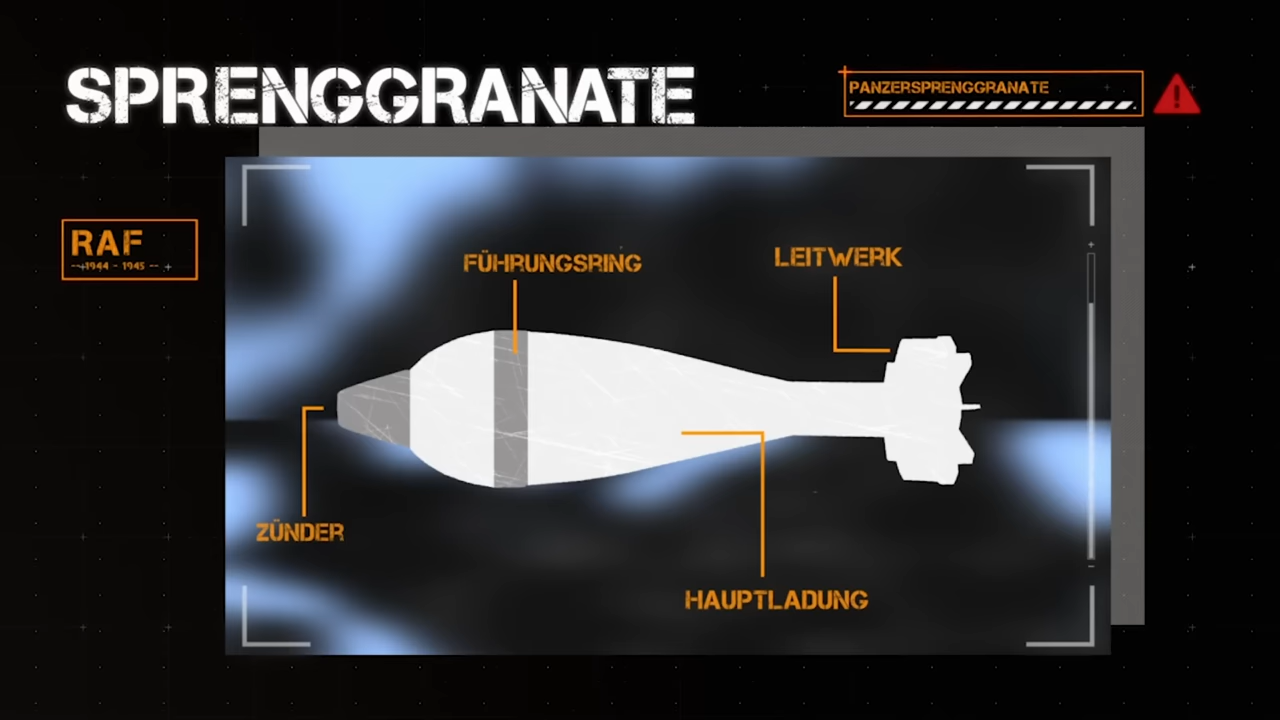 SPRENGGRANATE
PANZERSPRENGGRANATE
RAF
1944 - 1945
FÜHRUNGSRING
LEITWERK
ZÜNDER
HAUPTLADUNG